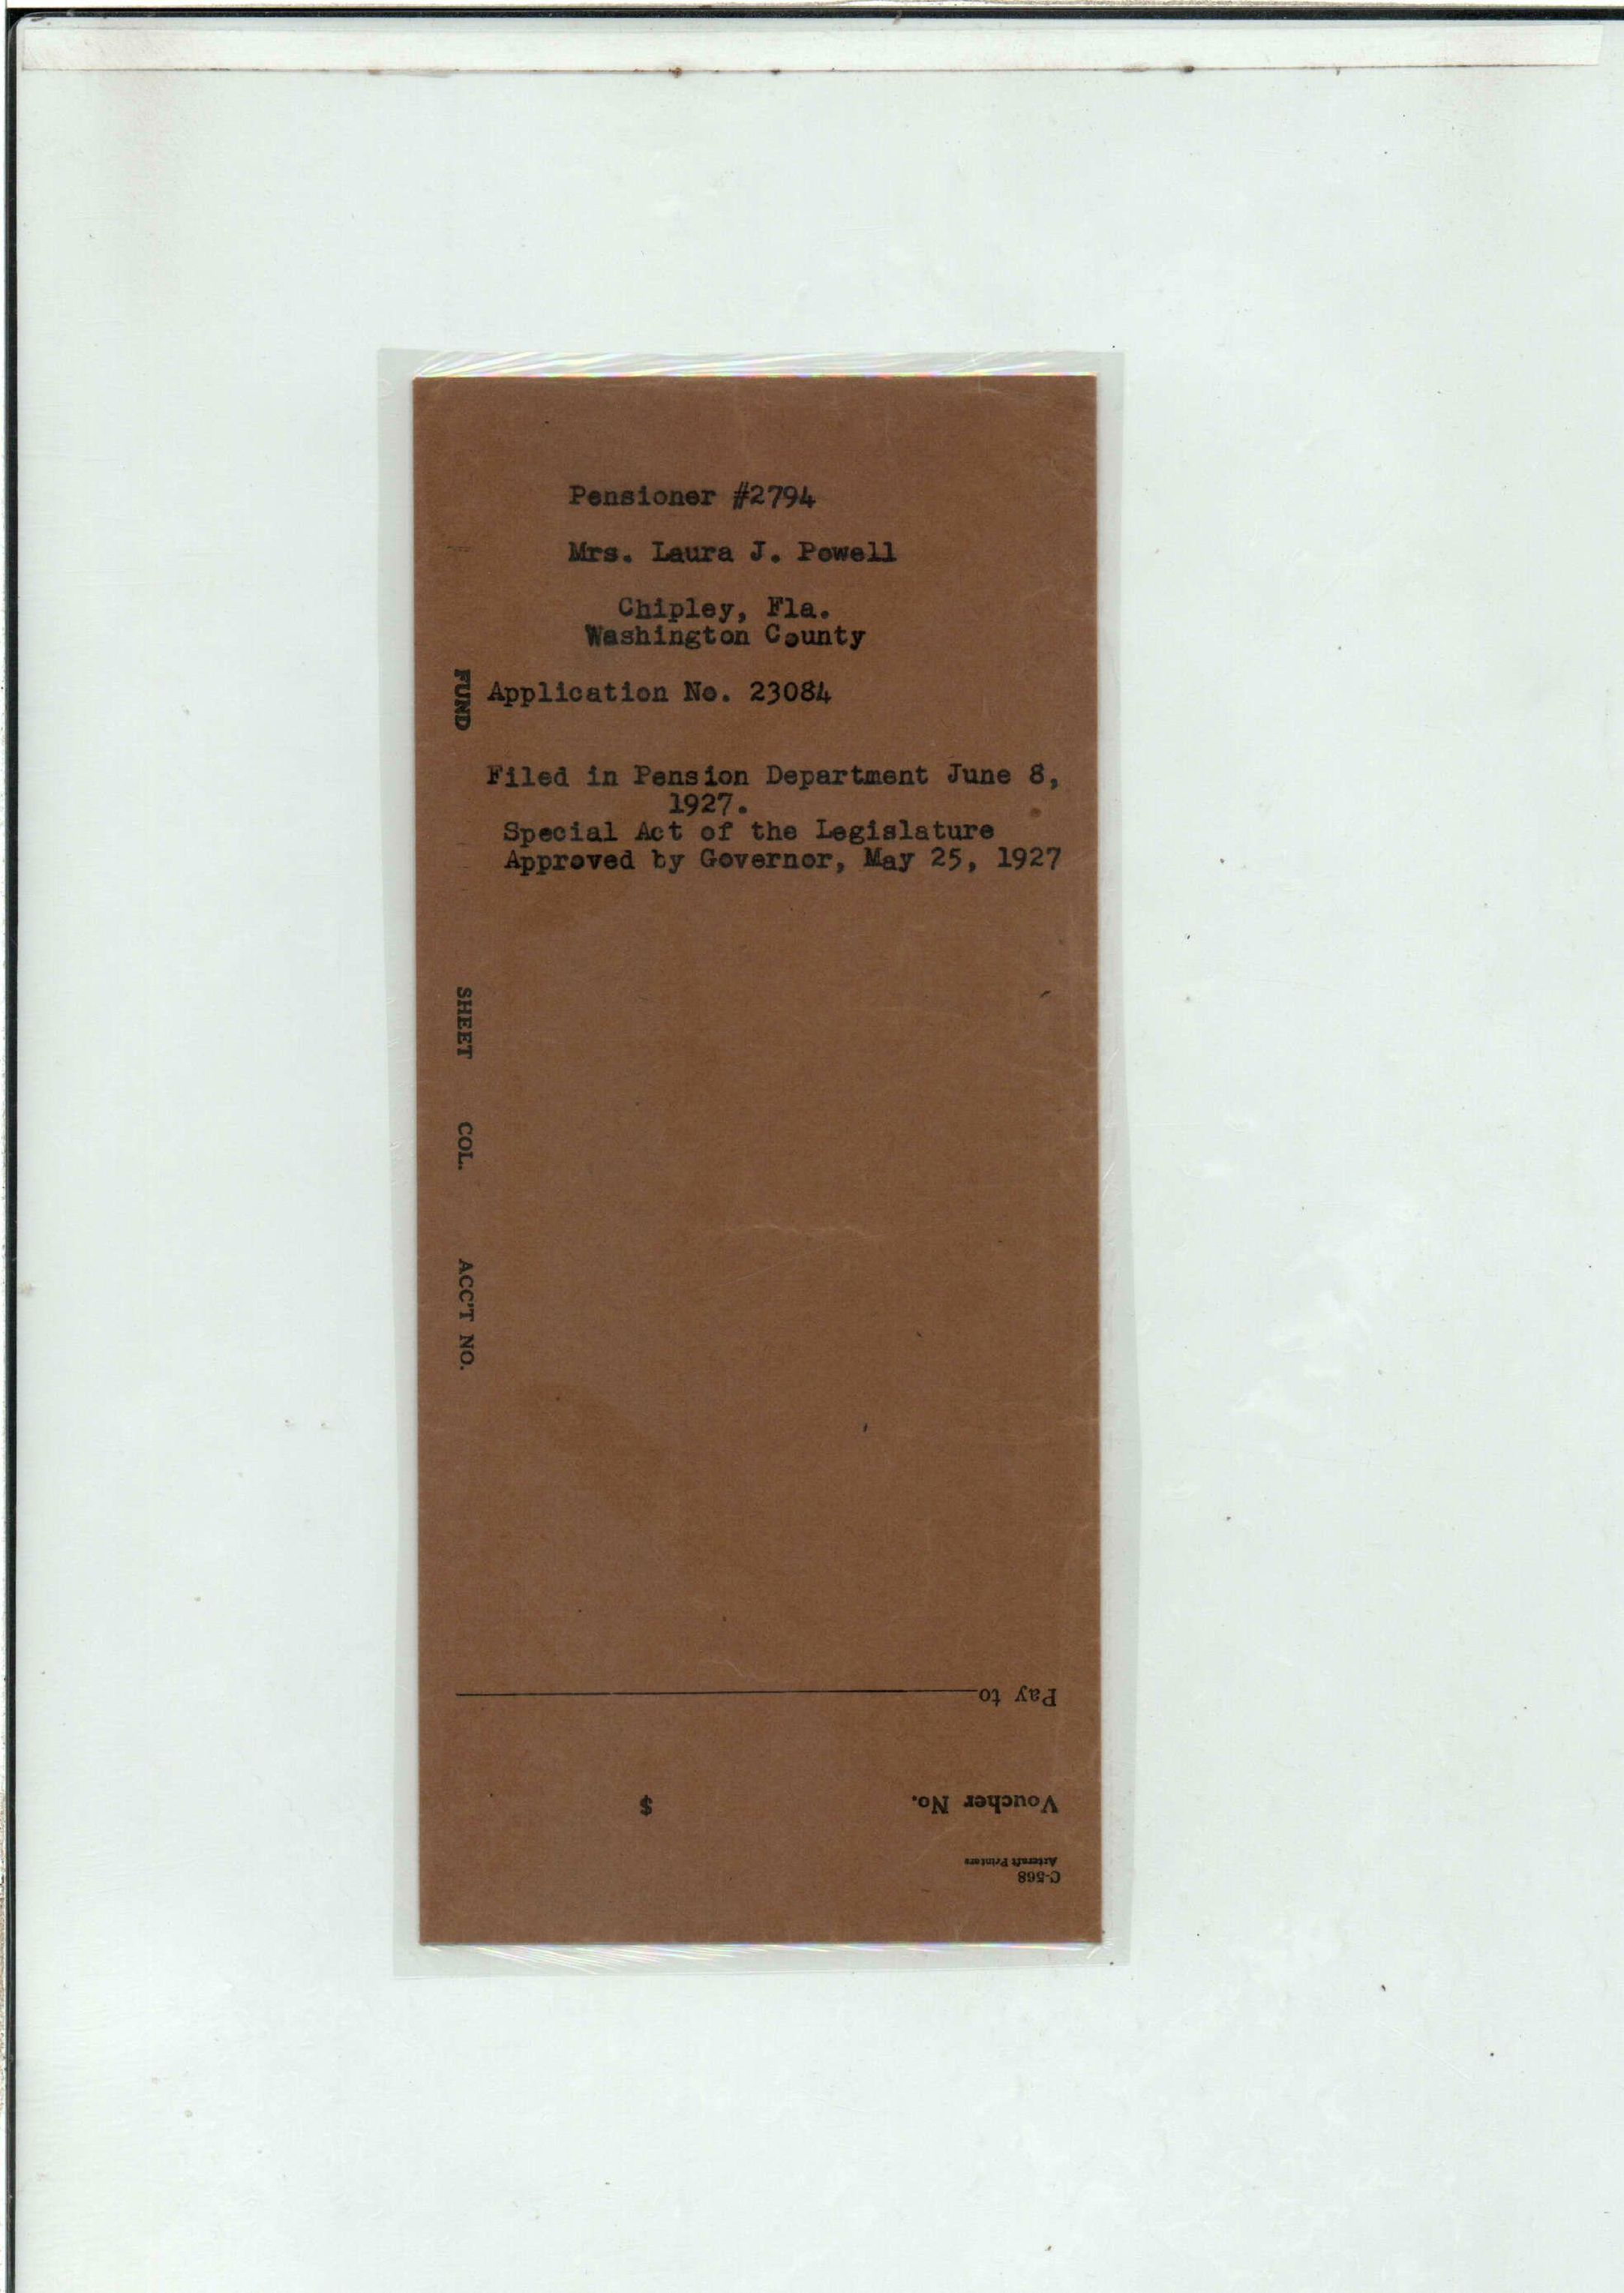 Pensioner #2794
Mrs. Laura J. Powell
Chipley, Fla.
Washington County
Application No. 23084
Filed in Pension Department June 8,
1927.
Special Act of the Legislature
Approved by Governor, May 25, 1927
FUND
SHEET
COL.
ACC'T NO.
Pay to
Voucher No.
$
Artcraft Printers
C-568